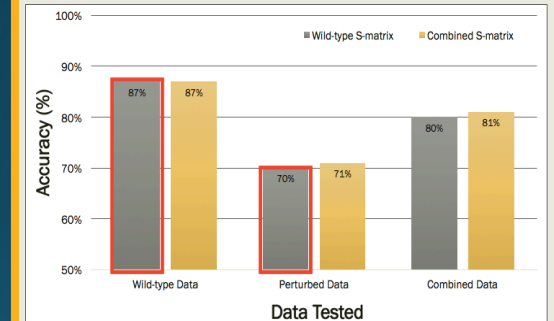 100%
Wild-type S-matrix Combined S-matrix
90%
87% 87%
80%
80% 81%
70%
70% 71%
60%
50%
Wild-type Data Perturbed Data Combined Data
Accuracy (%)
Data Tested